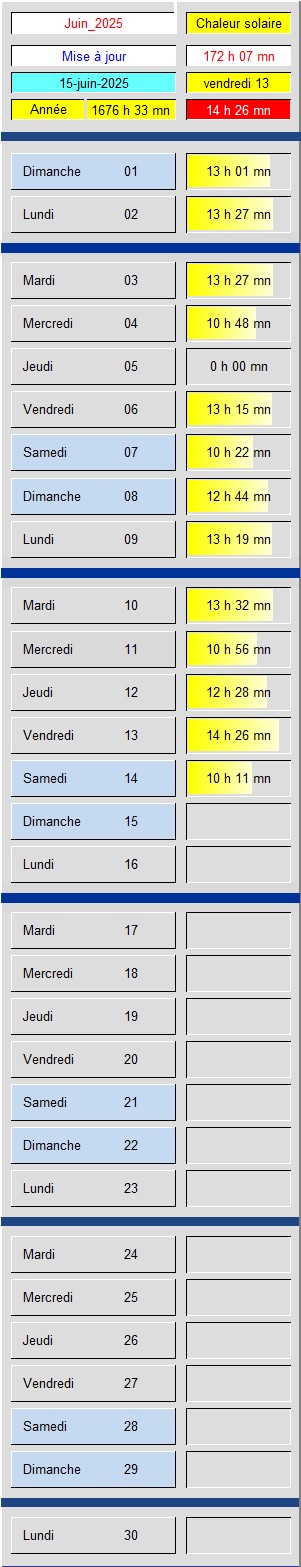 Juin_2025 Chaleur solaire
Mise à jour 172 h 07 mn
15-juin-2025 vendredi 13
Année 1676 h 33 mn 14 h 26 mn
Dimanche 01 13 h 01 mn
Lundi 02 13 h 27 mn
Mardi 03 13 h 27 mn
Mercredi 04 10 h 48 mn
Jeudi 05 0 h 00 mn
Vendredi 06 13 h 15 mn
Samedi 07 10 h 22 mn
Dimanche 08 12 h 44 mn
Lundi 09 13 h 19 mn
Mardi 10 13 h 32 mn
Mercredi 11 10 h 56 mn
Jeudi 12 12 h 28 mn
Vendredi 13 14 h 26 mn
Samedi 14 10 h 11 mn
Dimanche 15
Lundi 16
Mardi 17
Mercredi 18
Jeudi 19
Vendredi 20
Samedi 21
Dimanche 22
Lundi 23
Mardi 24
Mercredi 25
Jeudi 26
Vendredi 27
Samedi 28
Dimanche 29
Lundi 30